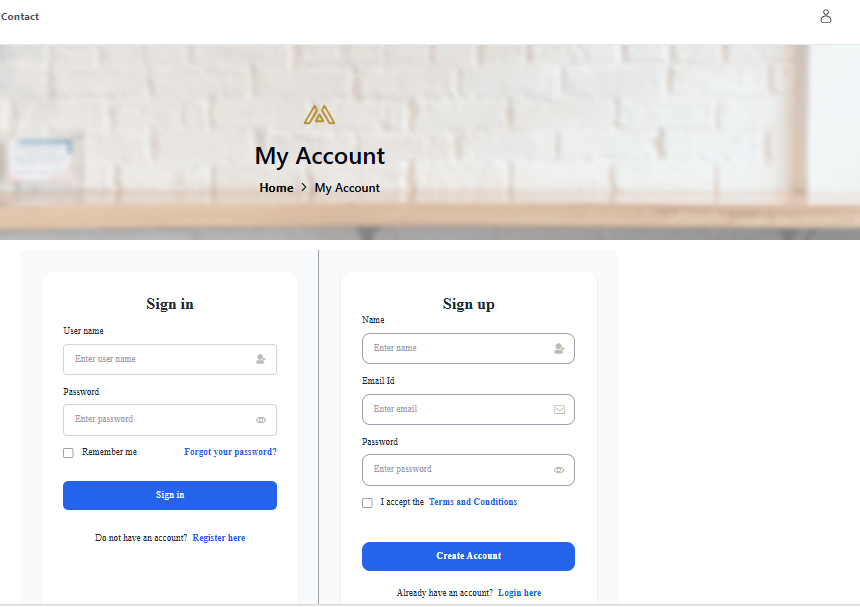 Contact
My Account
Home > My Account
Sign in
User name
Enter user name
Password
Enter password
Remember me Forgot your password?
Sign in
Do not have an account? Register here
Sign up
Name
Enter name
Email Id
Enter email
Password
Enter password
I accept the Terms and Conditions
Create Account
Already have an account? Login here